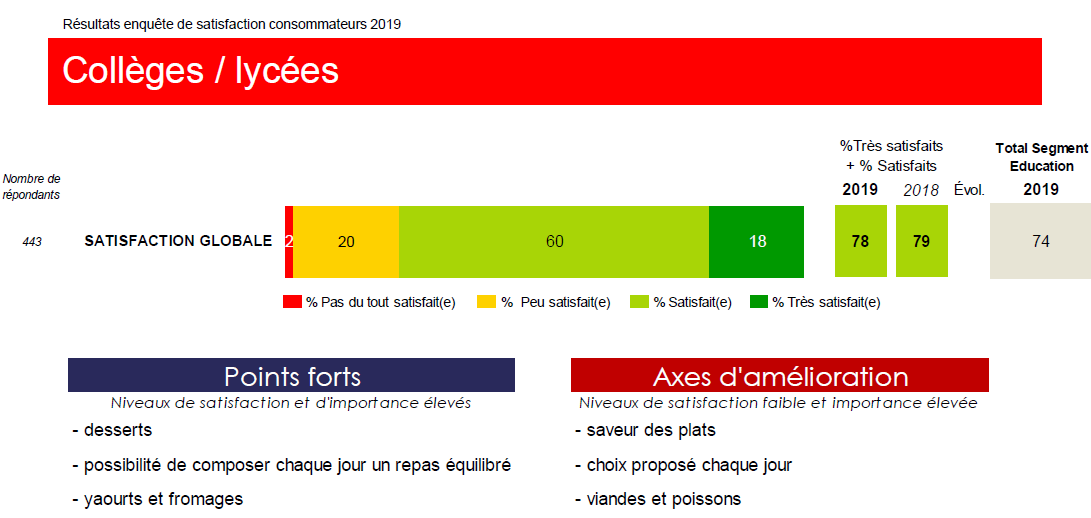 Résultats enquête de satisfaction consommateurs 2019
Collèges / lycées
%Très satisfaits
+ % Satisfaits
Total Segment
Education
Nombre de
répondants
2019 2018 Évol. 2019
443 SATISFACTION GLOBALE 2 20 60 18 78 79 74
% Pas du tout satisfait(e) % Peu satisfait(e) % Satisfait(e) % Très satisfait(e)
Points forts
Niveaux de satisfaction et d'importance élevés
- desserts
- possibilité de composer chaque jour un repas équilibré
- yaourts et fromages
Axes d'amélioration
Niveaux de satisfaction faible et importance élevée
- saveur des plats
- choix proposé chaque jour
- viandes et poissons